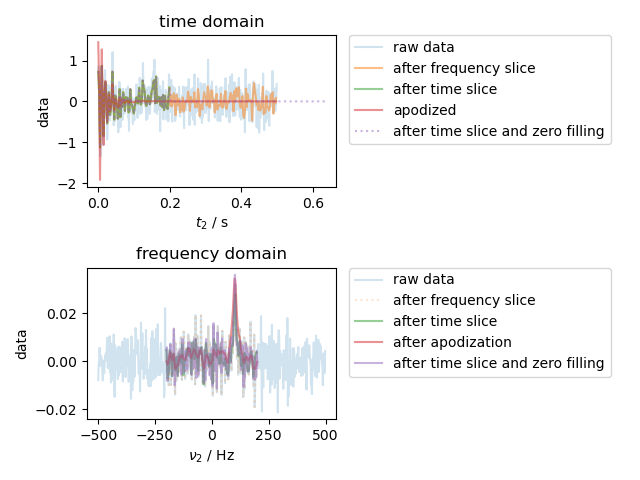 time domain
data
1
0
−1
−2
0.0 0.2 0.4 0.6
t₂ / s
raw data
after frequency slice
after time slice
apodized
after time slice and zero filling
frequency domain
data
0.02
0.00
−0.02
−500 −250 0 250 500
ν₂ / Hz
raw data
after frequency slice
after time slice
after apodization
after time slice and zero filling